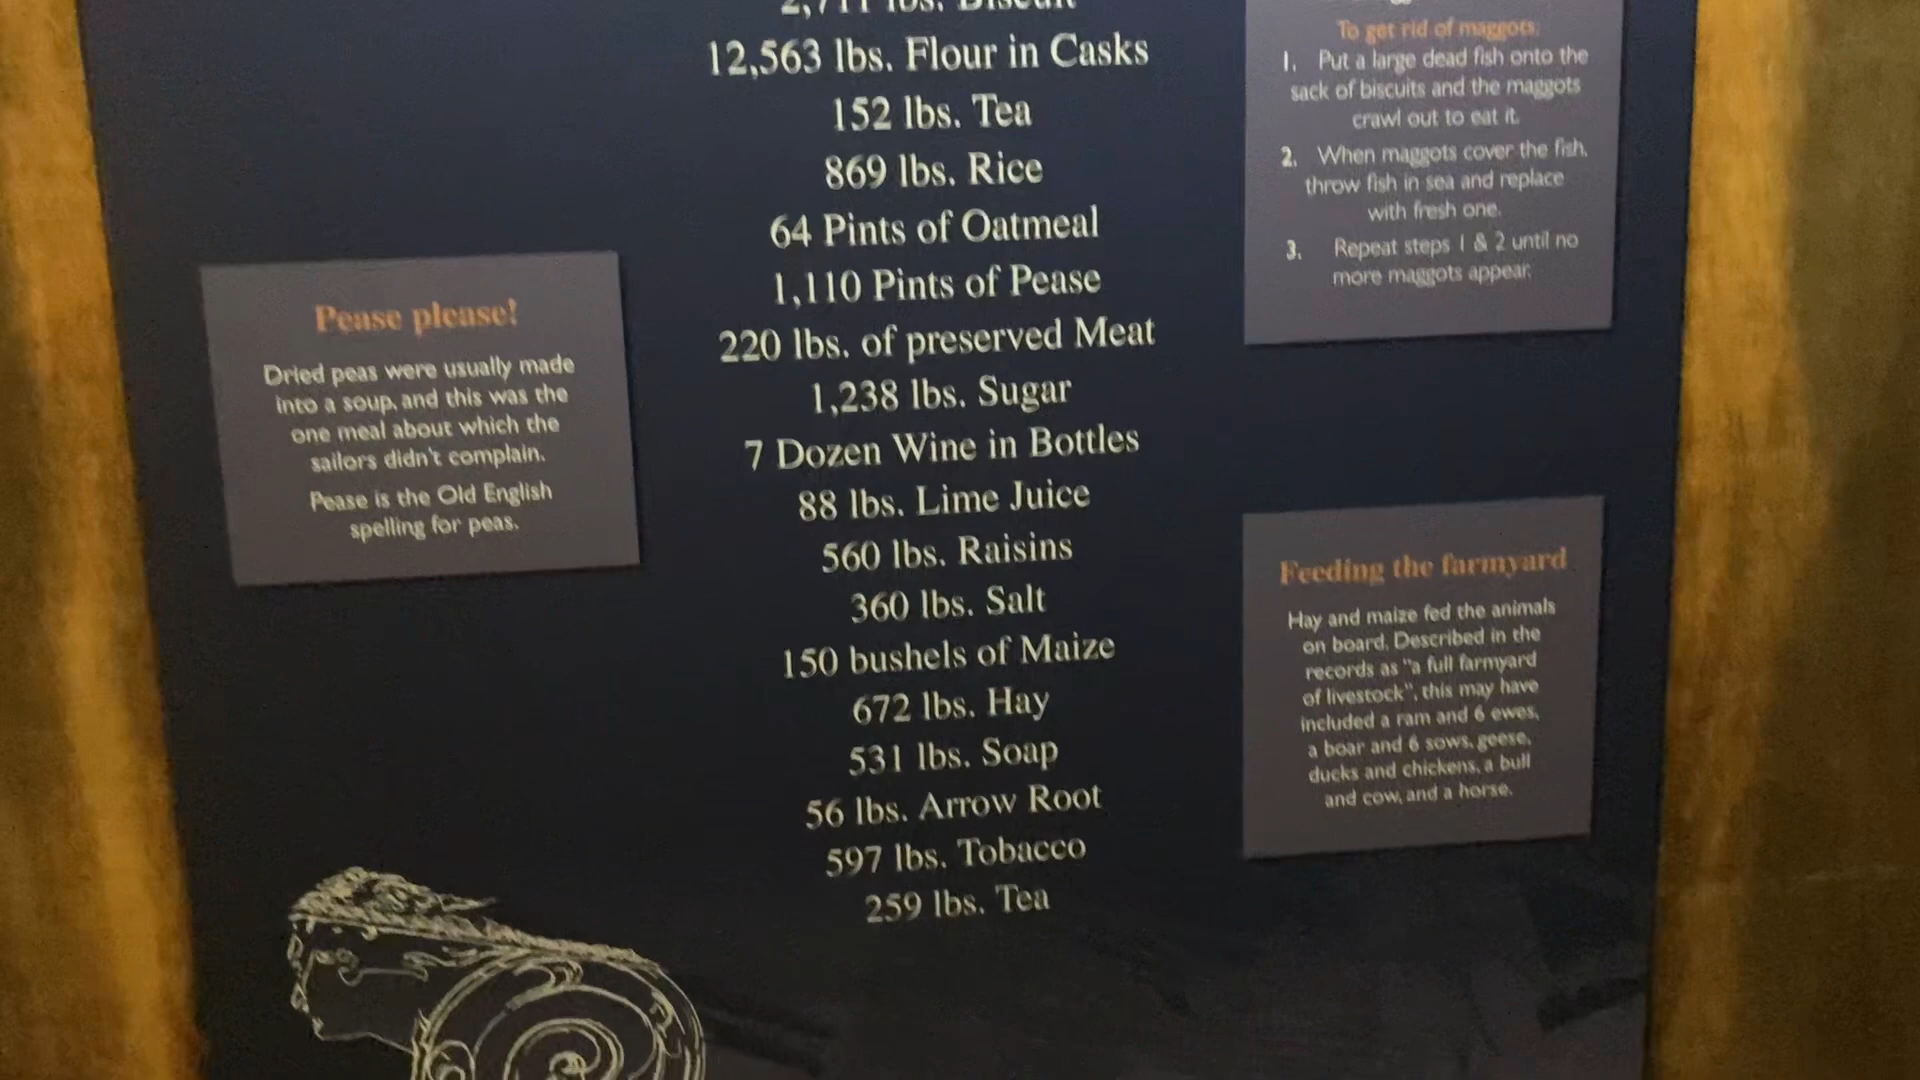 2,711 lbs. Biscuit
12,563 lbs. Flour in Casks
152 lbs. Tea
869 lbs. Rice
64 Pints of Oatmeal
1,110 Pints of Pease
220 lbs. of preserved Meat
1,238 lbs. Sugar
7 Dozen Wine in Bottles
88 lbs. Lime Juice
560 lbs. Raisins
360 lbs. Salt
150 bushels of Maize
672 lbs. Hay
531 lbs. Soap
56 lbs. Arrow Root
597 lbs. Tobacco
259 lbs. Tea
Pease please!
Dried peas were usually made
into a soup, and this was the
one meal about which the
sailors didn't complain.
Pease is the Old English
spelling for peas.
To get rid of maggots:
1. Put a large dead fish onto the
sack of biscuits and the maggots
crawl out to eat it.
2. When maggots cover the fish,
throw fish in sea and replace
with fresh one.
3. Repeat steps 1 & 2 until no
more maggots appear.
Feeding the farmyard
Hay and maize fed the animals
on board. Described in the
records as "a full farmyard
of livestock", this may have
included a ram and 6 ewes,
a boar and 6 sows, geese,
ducks and chickens, a bull
and cow, and a horse.